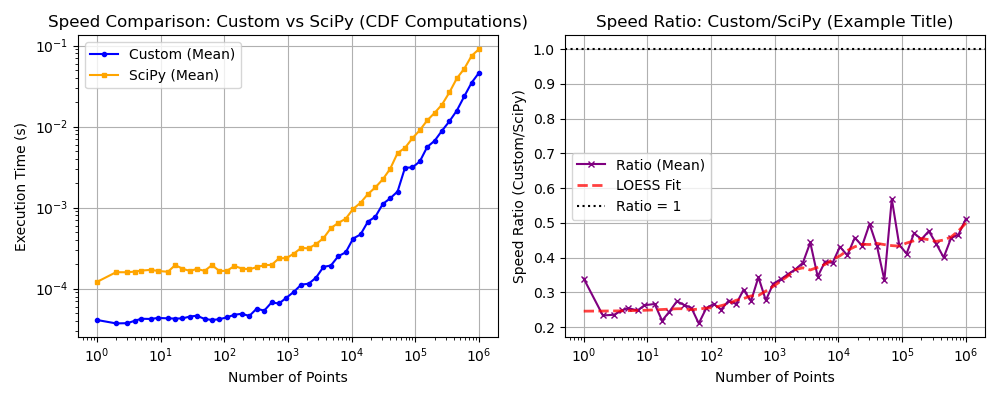 Speed Comparison: Custom vs SciPy (CDF Computations)
Execution Time (s)
10⁻¹
10⁻²
10⁻³
10⁻⁴
Custom (Mean)
SciPy (Mean)
10⁰ 10¹ 10² 10³ 10⁴ 10⁵ 10⁶
Number of Points
Speed Ratio: Custom/SciPy (Example Title)
Speed Ratio (Custom/SciPy)
1.0
0.9
0.8
0.7
0.6
0.5
0.4
0.3
0.2
Ratio (Mean)
LOESS Fit
Ratio = 1
10⁰ 10¹ 10² 10³ 10⁴ 10⁵ 10⁶
Number of Points